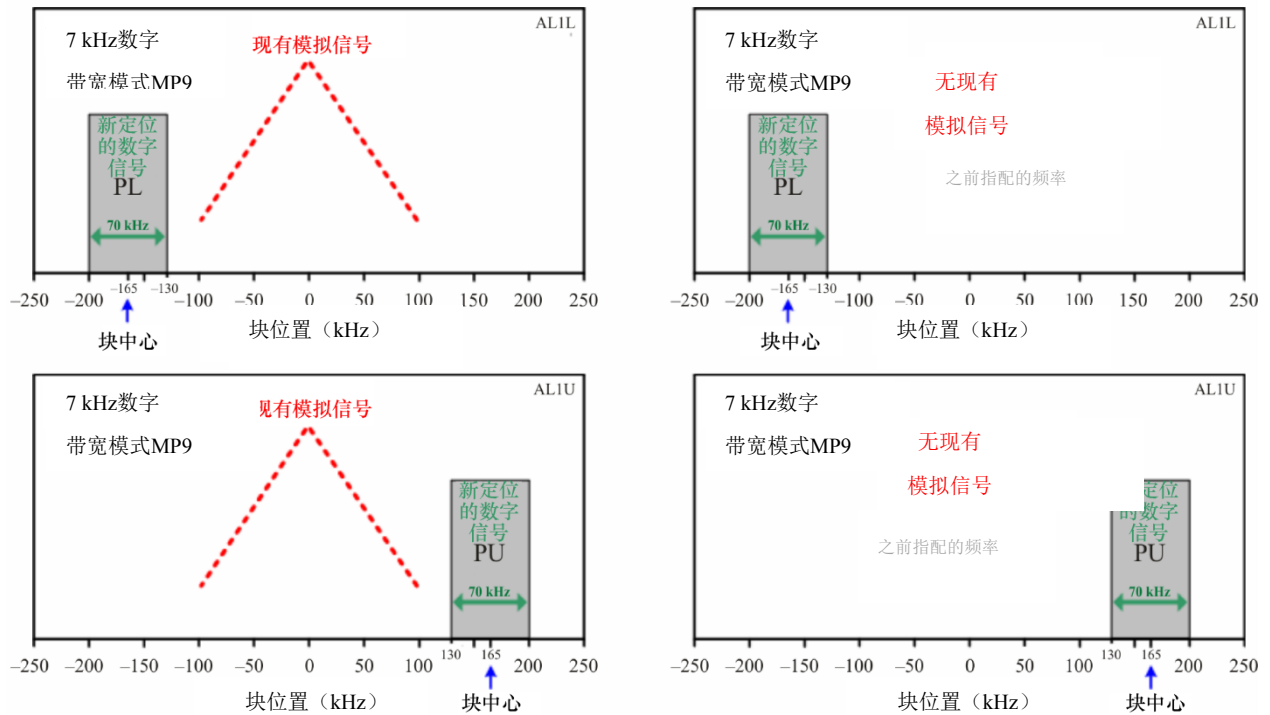 AL1L
7 kHz数字
带宽模式MP9
现有模拟信号
新定位
的数字
信号
PL
70 kHz
–165
–130
–250 –200 –100 –50 0 50 100 150 200 250
块位置（kHz）
块中心
AL1L
7 kHz数字
带宽模式MP9
无现有
模拟信号
之前指配的频率
新定位
的数字
信号
PL
70 kHz
–165
–130
–250 –200 –100 –50 0 50 100 150 200 250
块位置（kHz）
块中心
AL1U
7 kHz数字
带宽模式MP9
现有模拟信号
新定位
的数字
信号
PU
70 kHz
130
165
–250 –200 –150 –100 –50 0 50 100 200 250
块位置（kHz）
块中心
AL1U
7 kHz数字
带宽模式MP9
无现有
模拟信号
之前指配的频率
定位
的数字
信号
PU
70 kHz
130
165
–250 –200 –150 –100 –50 0 50 100 200 250
块位置（kHz）
块中心